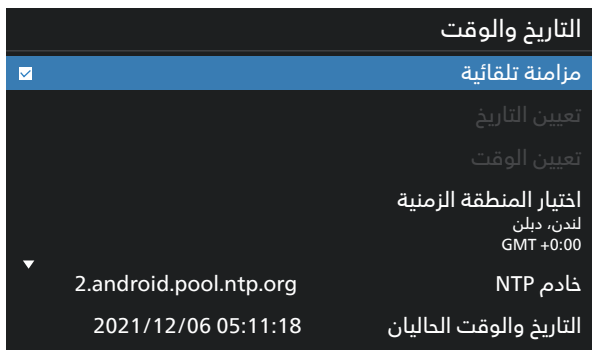 التاريخ والوقت
مزامنة تلقائية
تعيين التاريخ
تعيين الوقت
اختيار المنطقة الزمنية
لندن، دبلن
GMT +0:00
خادم NTP 2.android.pool.ntp.org
التاريخ والوقت الحاليان 2021/12/06 05:11:18